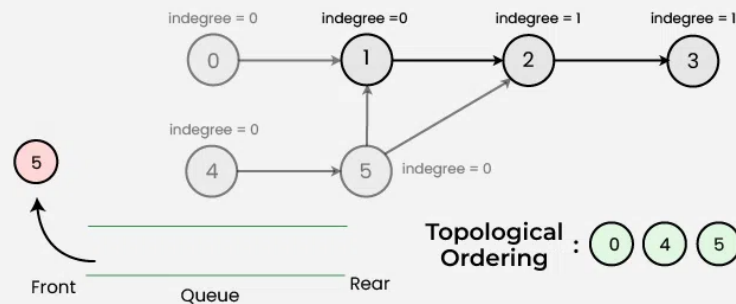 indegree = 0
indegree =0
indegree = 1
indegree = 1
0
1
2
3
indegree = 0
5
4
5
indegree = 0
Topological
Ordering
:
0
4
5
Front
Queue
Rear